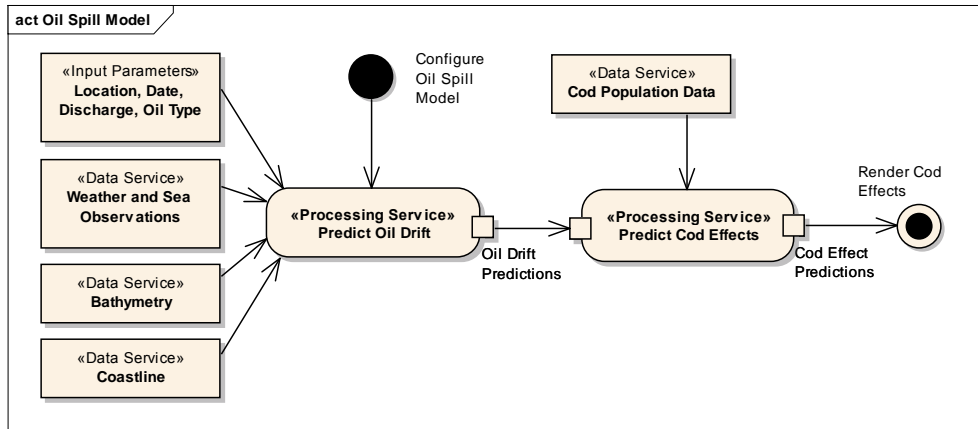 act Oil Spill Model
«Input Parameters»
Location, Date,
Discharge, Oil Type
«Data Service»
Weather and Sea
Observations
«Data Service»
Bathymetry
«Data Service»
Coastline
Configure
Oil Spill
Model
«Processing Service»
Predict Oil Drift
Oil Drift
Predictions
«Data Service»
Cod Population Data
«Processing Service»
Predict Cod Effects
Cod Effect
Predictions
Render Cod
Effects